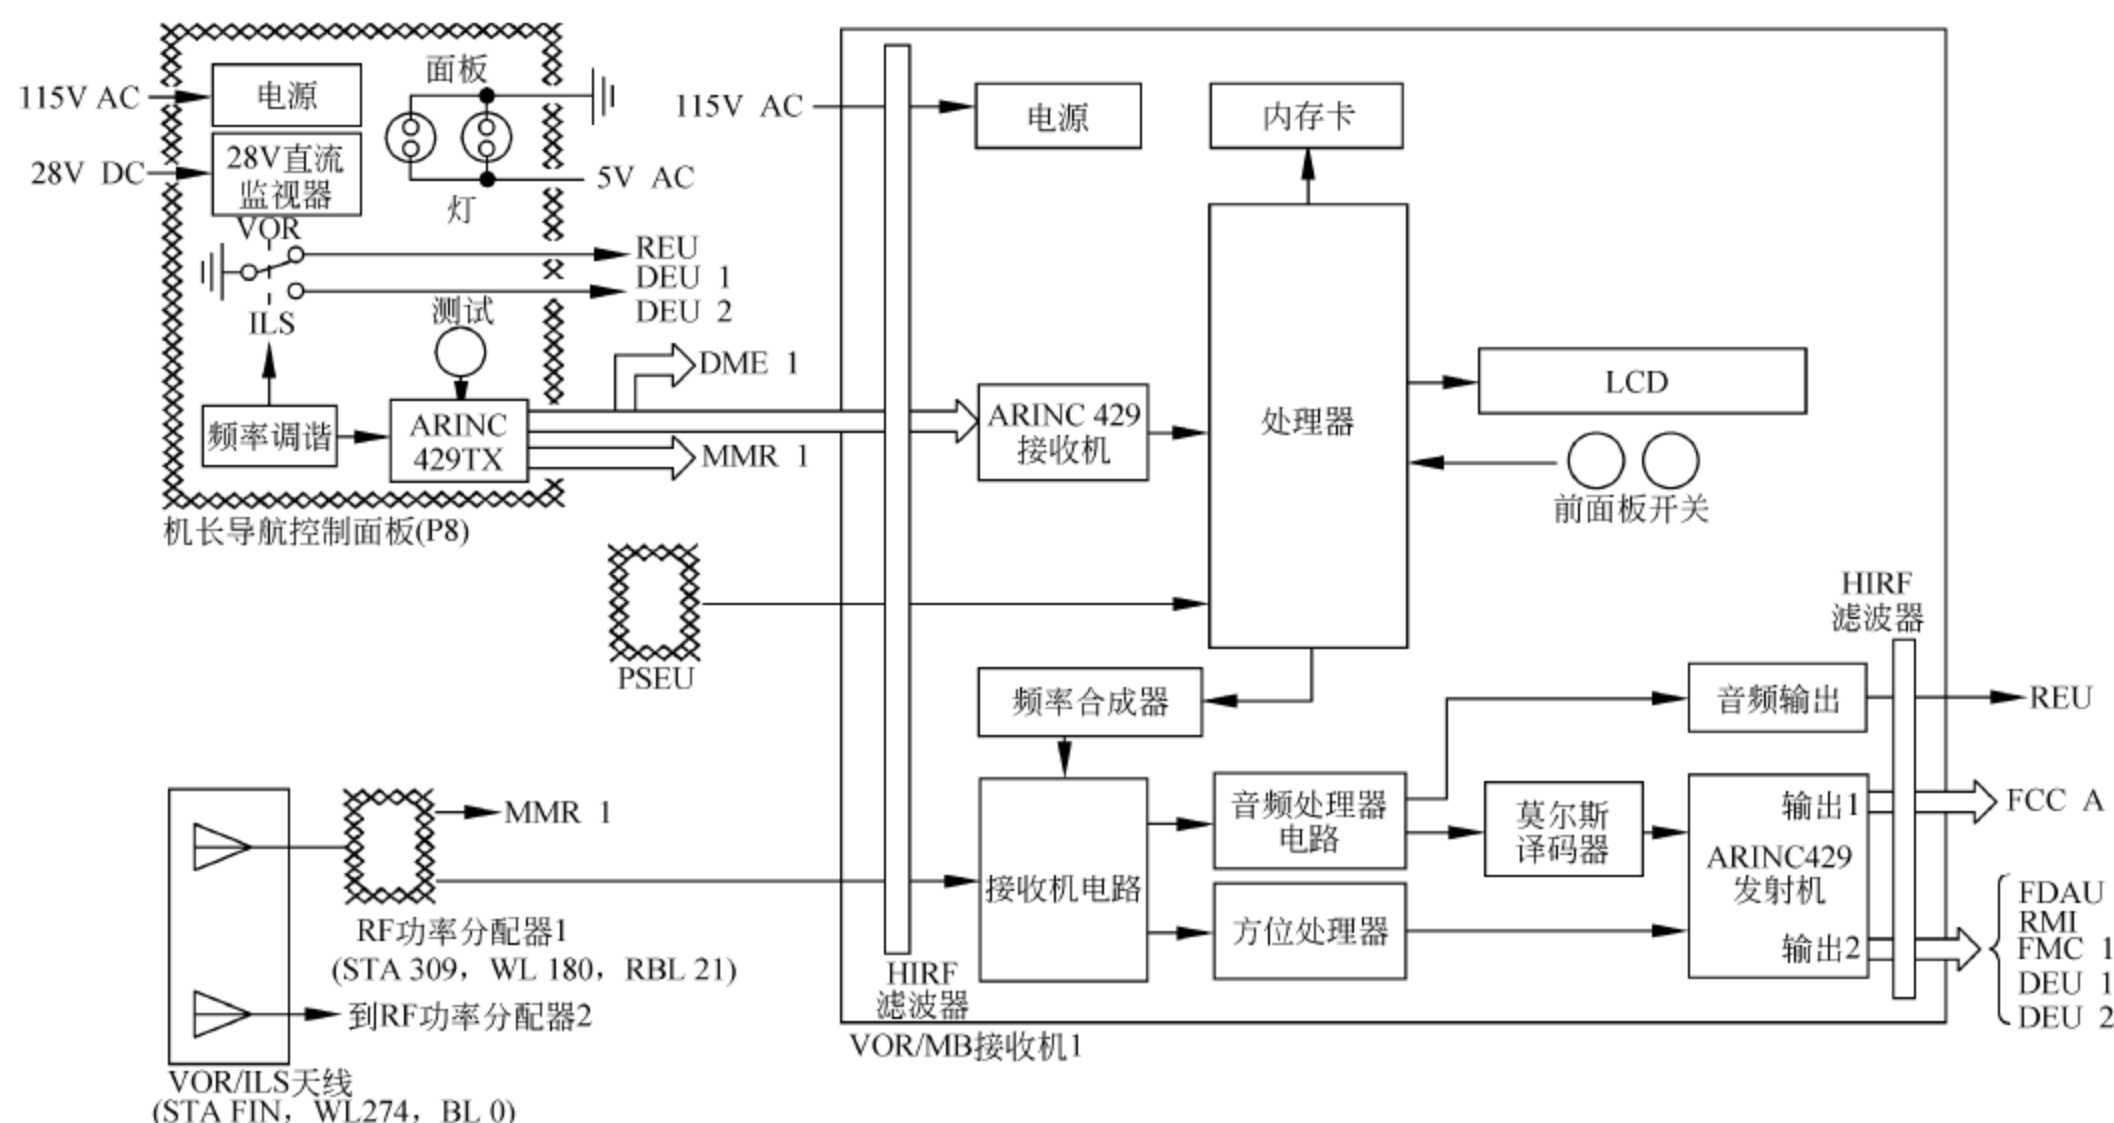 115V AC
电源
面板
28V DC
28V直流
监视器
5V AC
灯
VOR
ILS
REU
DEU 1
DEU 2
测试
DME 1
频率调谐
ARINC
429TX
MMR 1
机长导航控制面板(P8)
PSEU
MMR 1
RF功率分配器1
(STA 309，WL 180，RBL 21)
到RF功率分配器2
VOR/ILS天线
(STA FIN，WL274，BL 0)
115V AC
电源
内存卡
ARINC 429
接收机
处理器
LCD
前面板开关
频率合成器
接收机电路
音频处理器
电路
方位处理器
莫尔斯
译码器
音频输出
输出1
ARINC429
发射机
输出2
HIRF
滤波器
HIRF
滤波器
VOR/MB接收机1
REU
FCC A
FDAU
RMI
FMC 1
DEU 1
DEU 2